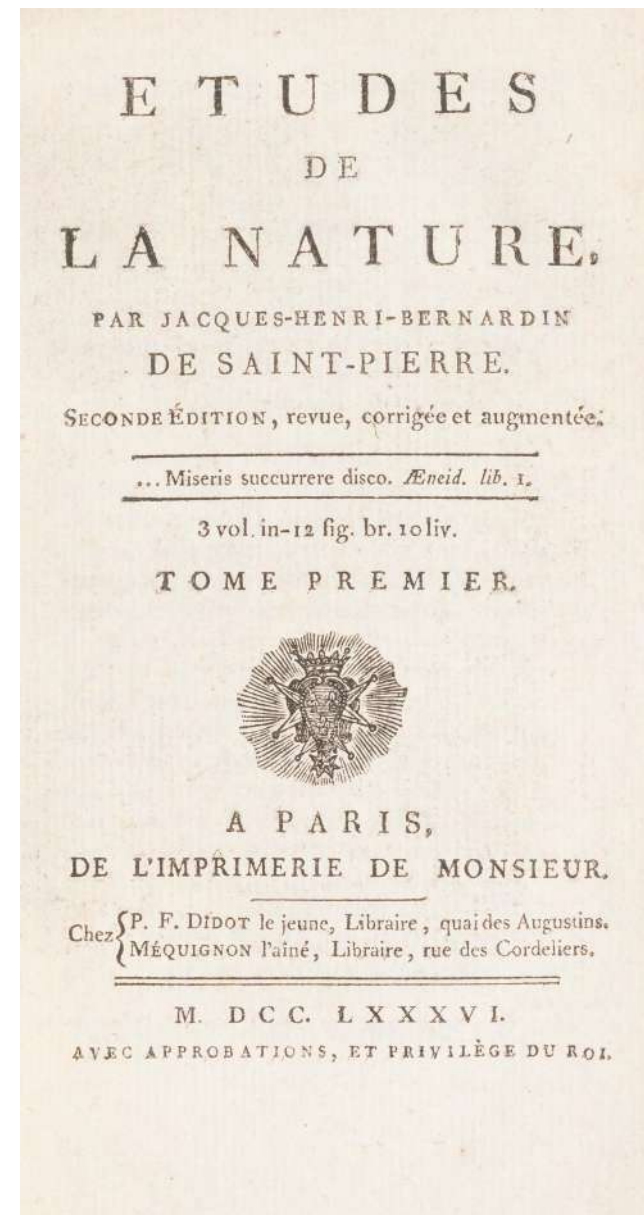 ETUDES
DE
LA NATURE,
PAR JACQUES-HENRI-BERNARDIN
DE SAINT-PIERRE.
SECONDE ÉDITION, revue, corrigée et augmentée.
... Miseris succurrere disco. Æneid. lib. 1.
3 vol. in-12 fig. br. 10 liv.
TOME PREMIER.
A PARIS,
DE L'IMPRIMERIE DE MONSIEUR.
Chez { P. F. DIDOT le jeune, Libraire, quai des Augustins.
MÉQUIGNON l'aîné, Libraire, rue des Cordeliers.
M. DCC. LXXXVI.
AVEC APPROBATIONS, ET PRIVILÈGE DU ROI.